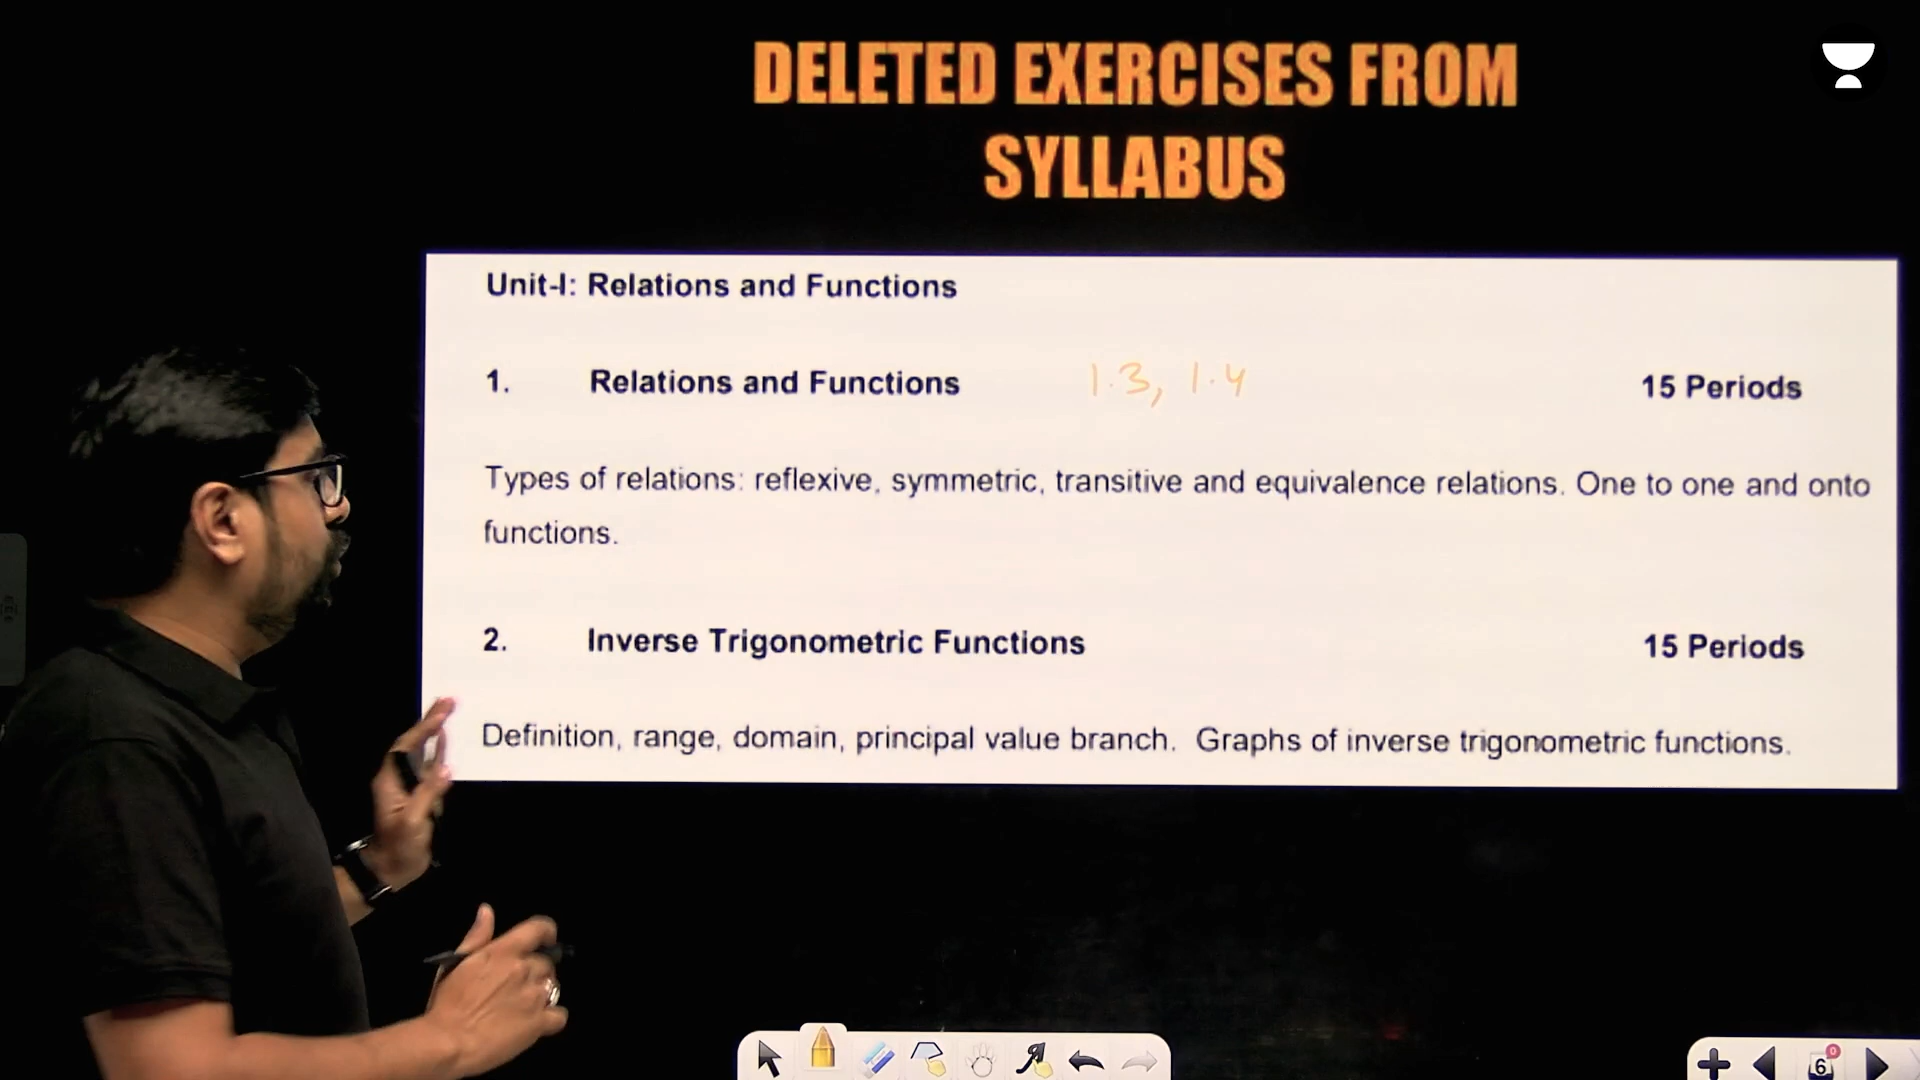 DELETED EXERCISES FROM
SYLLABUS
Unit-I: Relations and Functions
1. Relations and Functions 1.3, 1.4 15 Periods
Types of relations: reflexive, symmetric, transitive and equivalence relations. One to one and onto
functions.
2. Inverse Trigonometric Functions 15 Periods
Definition, range, domain, principal value branch. Graphs of inverse trigonometric functions.
6
0